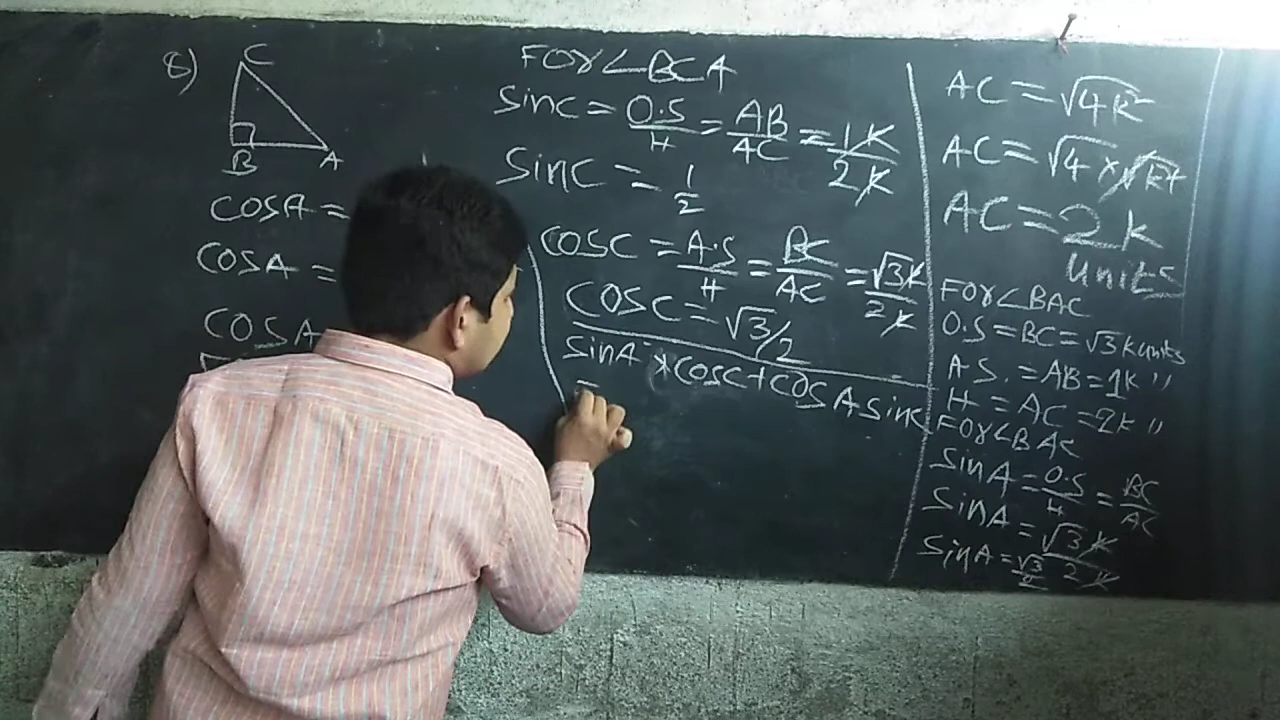 8)
C
B A
COSA =
COSA =
COSA
FOR∠BCA
Sinc = O.S/H = AB/AC = 1K/2K
Sinc = 1/2
COSC = A.S/H = BC/AC = √3K/2K
COSC = √3/2
SinA * COSC + COSA SinC
=
AC = √4K²
AC = √4 × √K²
AC = 2K
Units
FOR∠BAC
O.S = BC = √3K units
A.S. = AB = 1K "
H = AC = 2K "
FOR∠BAC
SinA = O.S/H = BC/AC
SinA = √3K/2K
SinA = √3/2